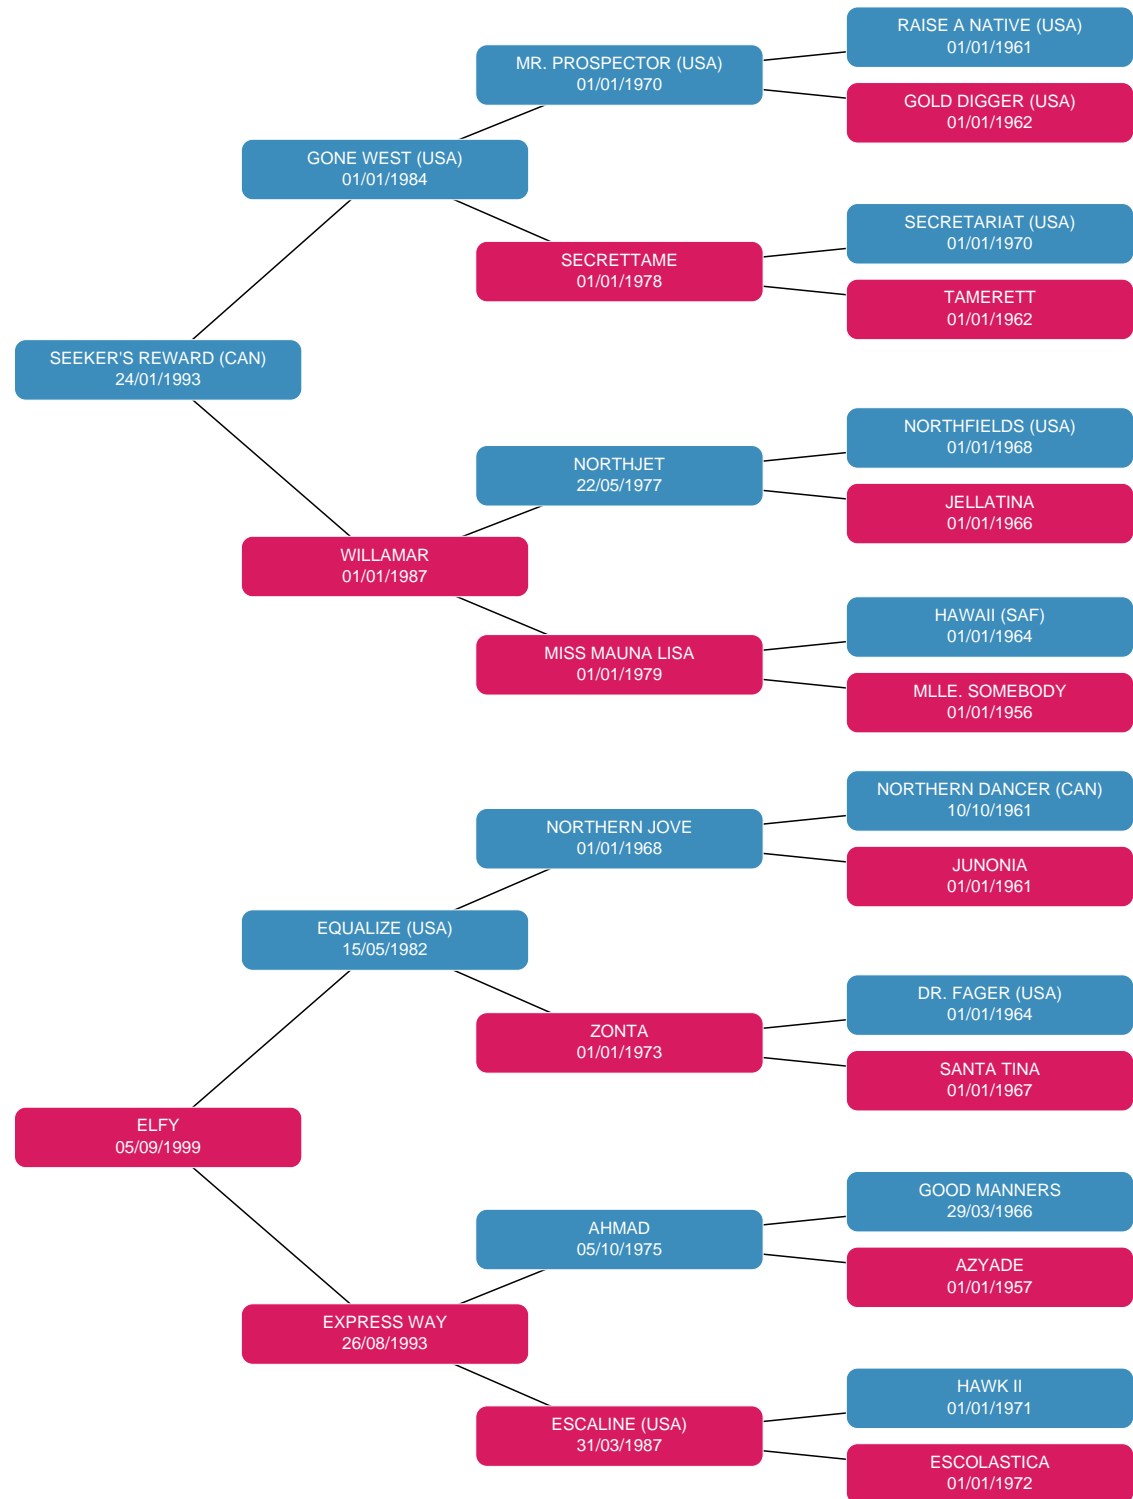 RAISE A NATIVE (USA)
01/01/1961
MR. PROSPECTOR (USA)
01/01/1970
GOLD DIGGER (USA)
01/01/1962
GONE WEST (USA)
01/01/1984
SECRETARIAT (USA)
01/01/1970
SECRETTAME
01/01/1978
TAMERETT
01/01/1962
SEEKER'S REWARD (CAN)
24/01/1993
NORTHFIELDS (USA)
01/01/1968
NORTHJET
22/05/1977
JELLATINA
01/01/1966
WILLAMAR
01/01/1987
HAWAII (SAF)
01/01/1964
MISS MAUNA LISA
01/01/1979
MLLE. SOMEBODY
01/01/1956
NORTHERN DANCER (CAN)
10/10/1961
NORTHERN JOVE
01/01/1968
JUNONIA
01/01/1961
EQUALIZE (USA)
15/05/1982
DR. FAGER (USA)
01/01/1964
ZONTA
01/01/1973
SANTA TINA
01/01/1967
ELFY
05/09/1999
GOOD MANNERS
29/03/1966
AHMAD
05/10/1975
AZYADE
01/01/1957
EXPRESS WAY
26/08/1993
HAWK II
01/01/1971
ESCALINE (USA)
31/03/1987
ESCOLASTICA
01/01/1972